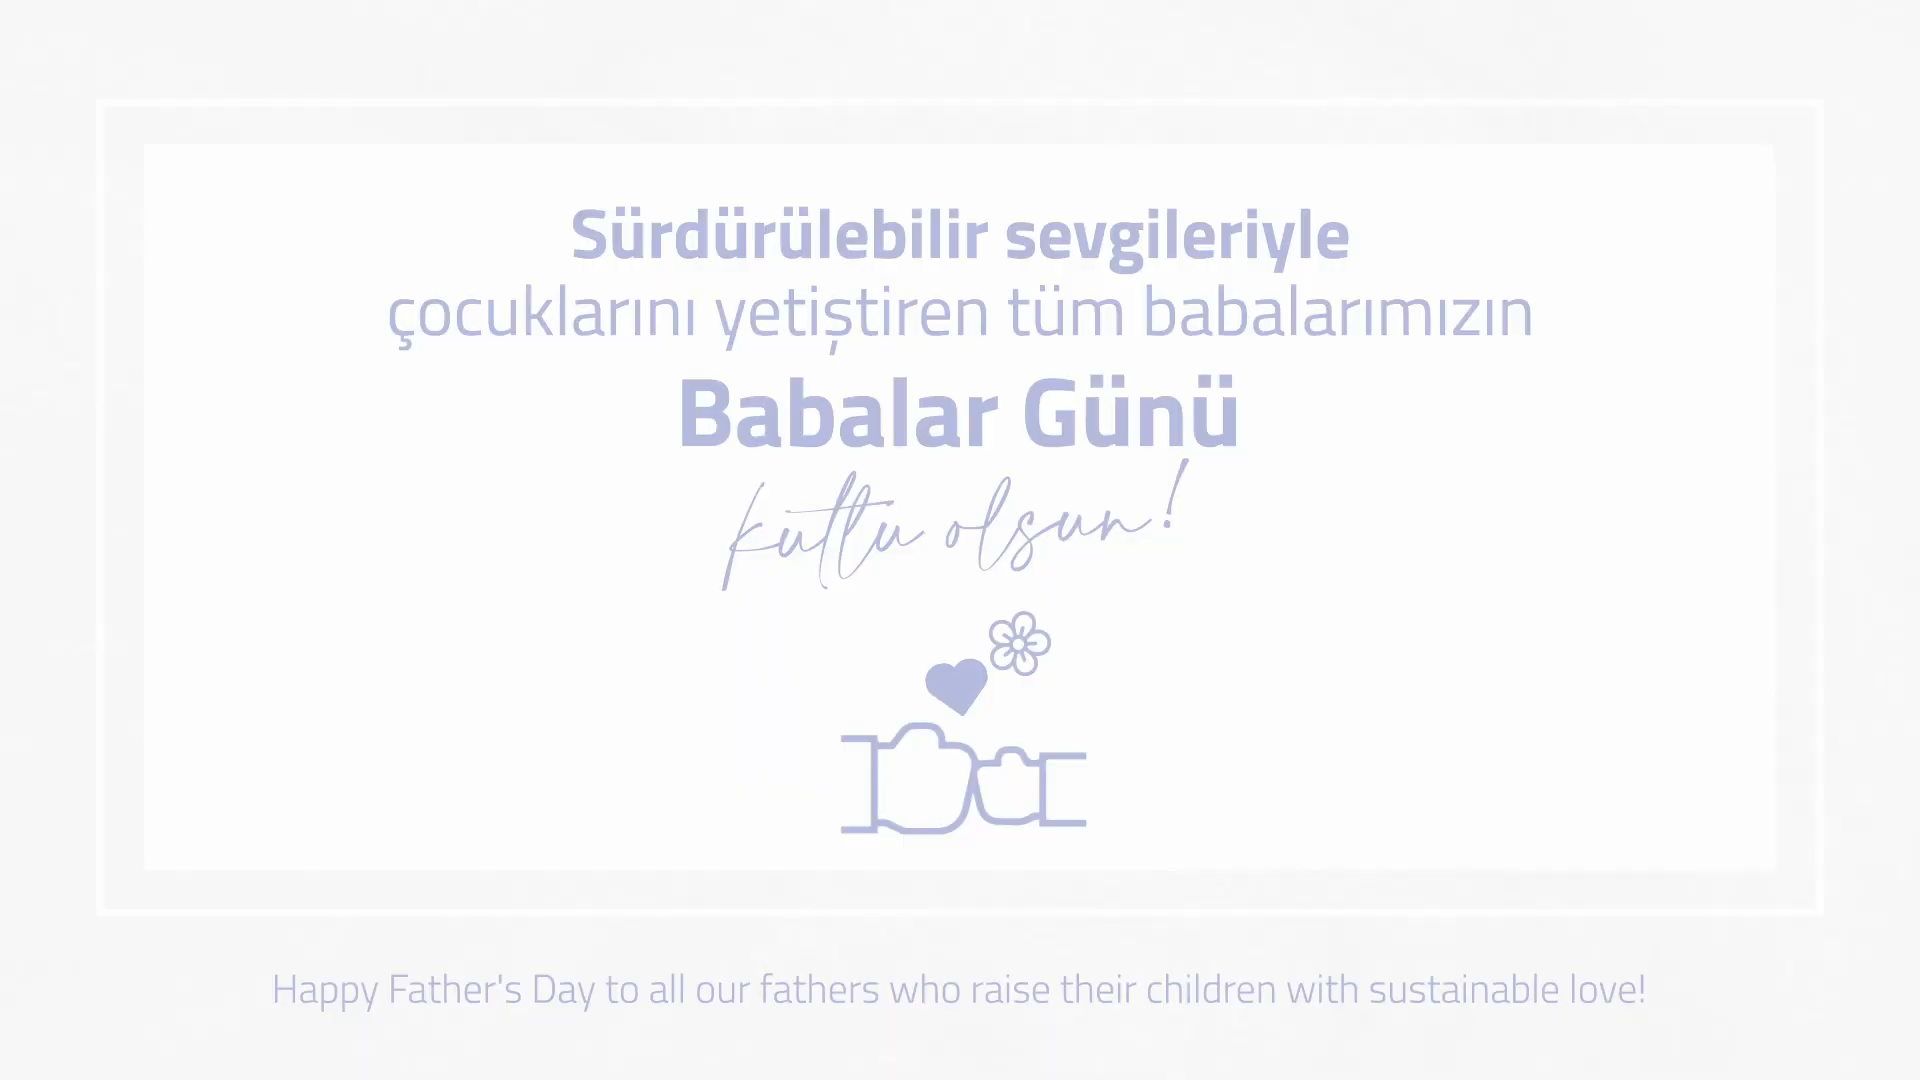 Sürdürülebilir sevgileriyle
çocuklarını yetiştiren tüm babalarımızın
Babalar Günü
kutlu olsun!
Happy Father's Day to all our fathers who raise their children with sustainable love!